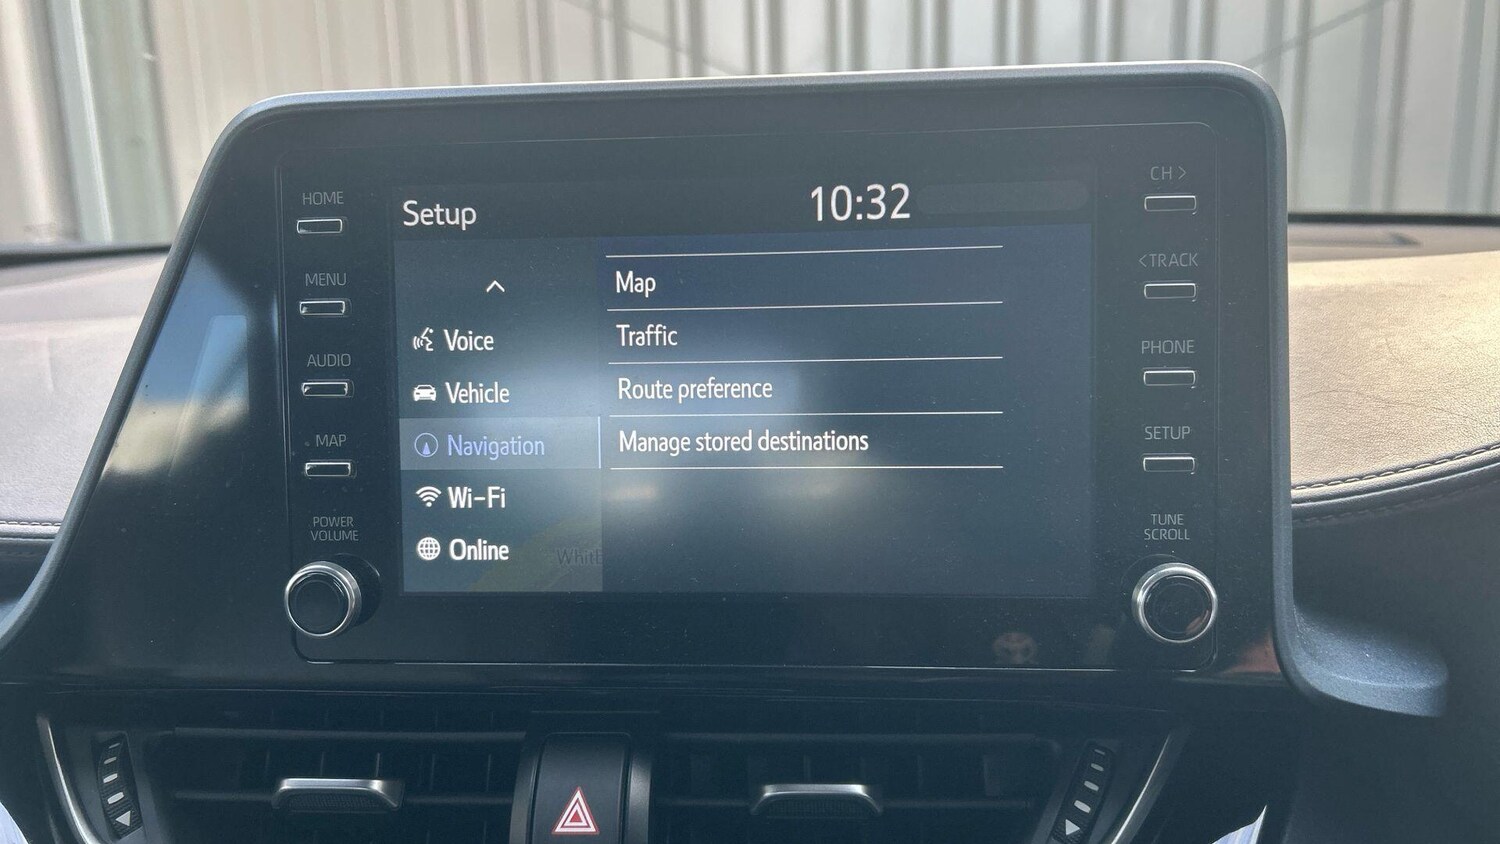 Setup
10:32
HOME
MENU
AUDIO
MAP
POWER
VOLUME
Voice
Vehicle
Navigation
Wi-Fi
Online
Map
Traffic
Route preference
Manage stored destinations
CH >
< TRACK
PHONE
SETUP
TUNE
SCROLL